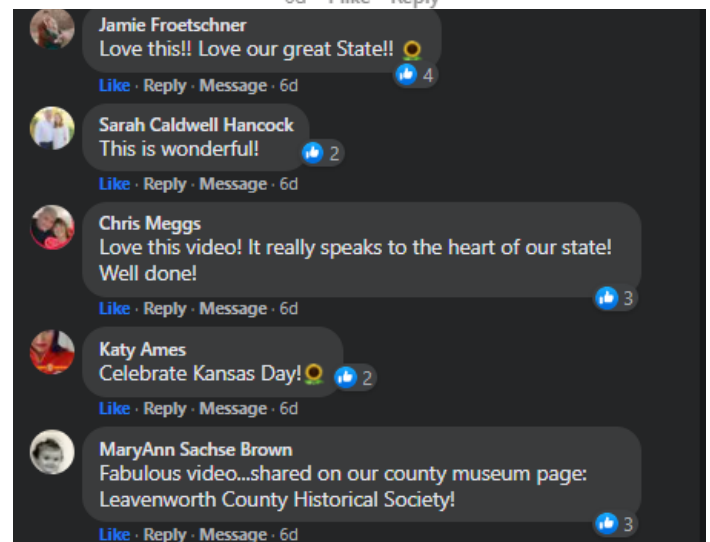 6d Like Reply
Jamie Froetschner
Love this!! Love our great State!! 🌻
4
Like · Reply · Message · 6d
Sarah Caldwell Hancock
This is wonderful!
2
Like · Reply · Message · 6d
Chris Meggs
Love this video! It really speaks to the heart of our state!
Well done!
3
Like · Reply · Message · 6d
Katy Ames
Celebrate Kansas Day!🌻
2
Like · Reply · Message · 6d
MaryAnn Sachse Brown
Fabulous video...shared on our county museum page:
Leavenworth County Historical Society!
3
Like · Reply · Message · 6d